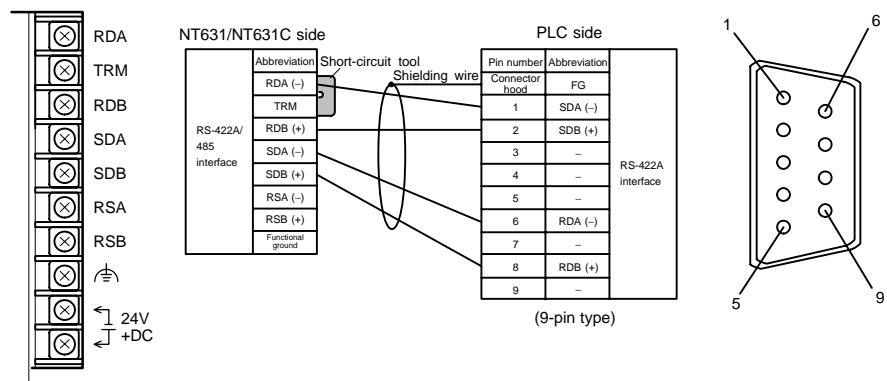 RDA
TRM
RDB
SDA
SDB
RSA
RSB
24V
+DC
NT631/NT631C side
RS-422A/
485
interface
Abbreviation
RDA (–)
TRM
RDB (+)
SDA (–)
SDB (+)
RSA (–)
RSB (+)
Functional
ground
Short-circuit tool
Shielding wire
PLC side
Pin number Abbreviation
Connector
hood
FG
1 SDA (–)
2 SDB (+)
3 –
4 –
5 –
6 RDA (–)
7 –
8 RDB (+)
9 –
RS-422A
interface
(9-pin type)
1
6
5
9